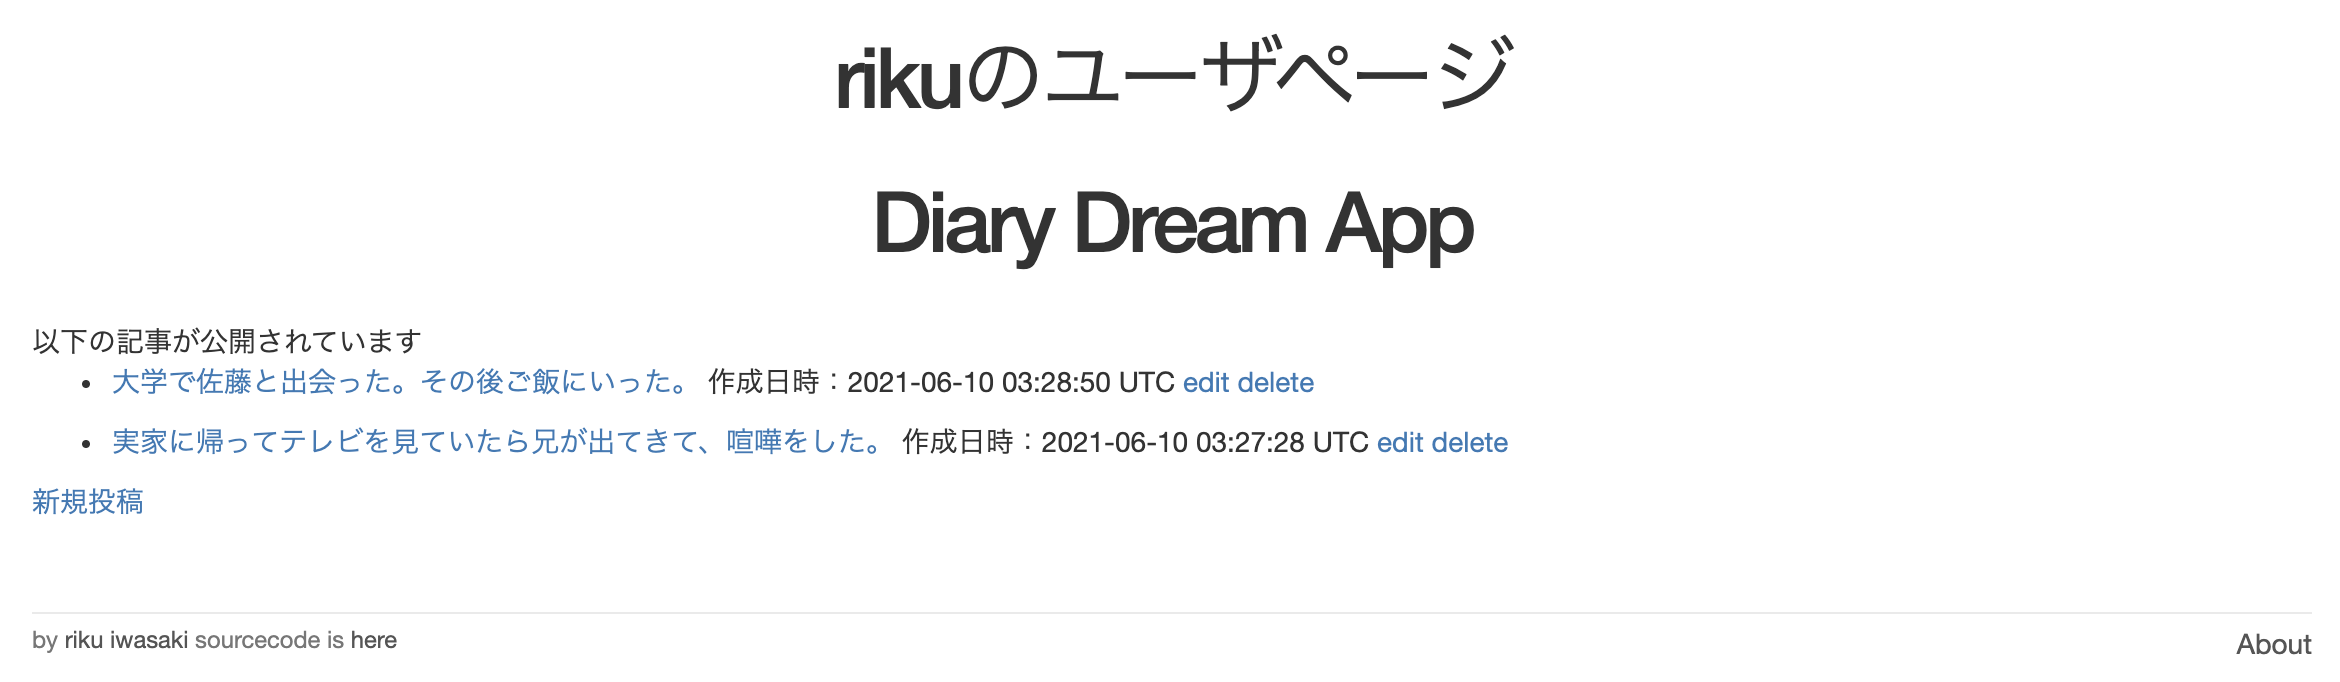 rikuのユーザページ
Diary Dream App
以下の記事が公開されています
大学で佐藤と出会った。その後ご飯にいった。 作成日時：2021-06-10 03:28:50 UTC edit delete
実家に帰ってテレビを見ていたら兄が出てきて、喧嘩をした。 作成日時：2021-06-10 03:27:28 UTC edit delete
新規投稿
by riku iwasaki sourcecode is here
About